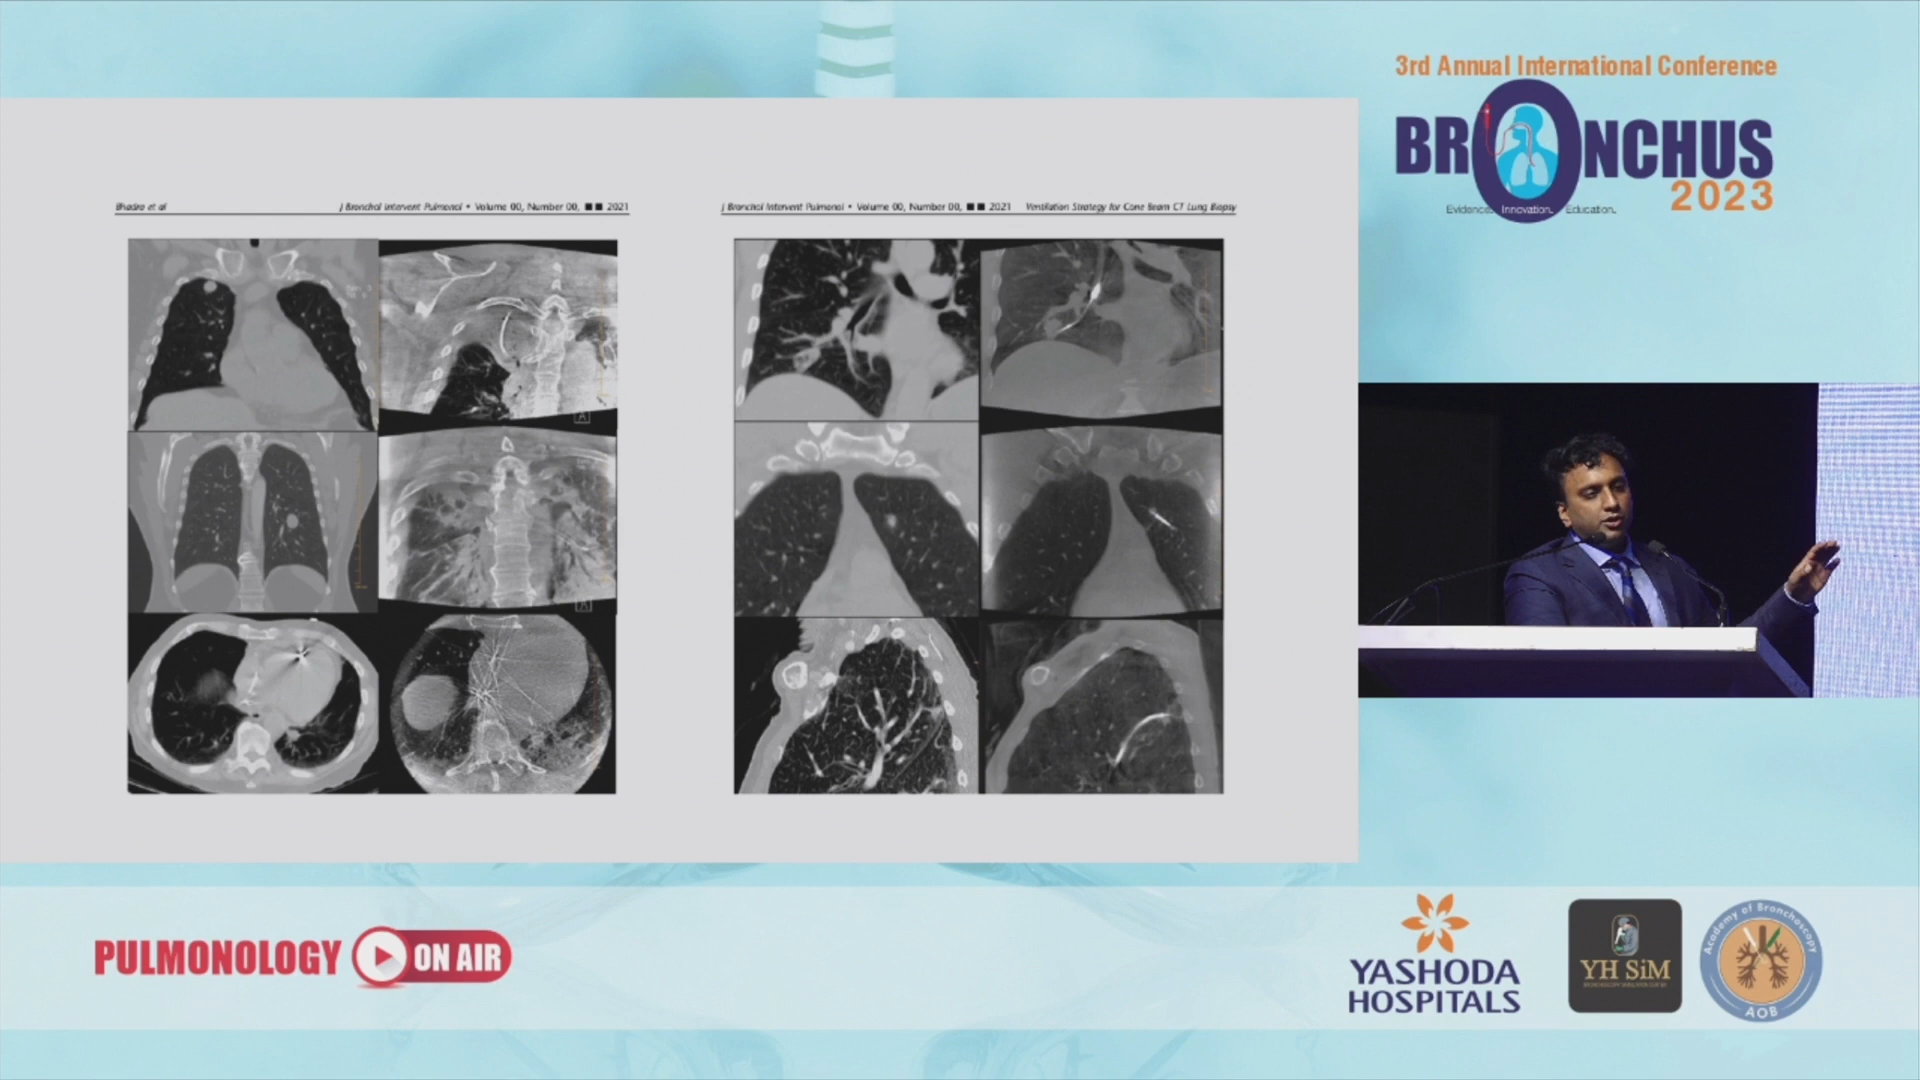 3rd Annual International Conference
BRONCHUS
2023
Evidence. Innovation. Education.
Bhadra et al
J Bronchol Intervent Pulmonol • Volume 00, Number 00, ■■ 2021
J Bronchol Intervent Pulmonol • Volume 00, Number 00, ■■ 2021
Ventilation Strategy for Cone Beam CT Lung Biopsy
A
A
PULMONOLOGY ON AIR
YASHODA
HOSPITALS
YH SiM
Academy of Bronchoscopy
AOB